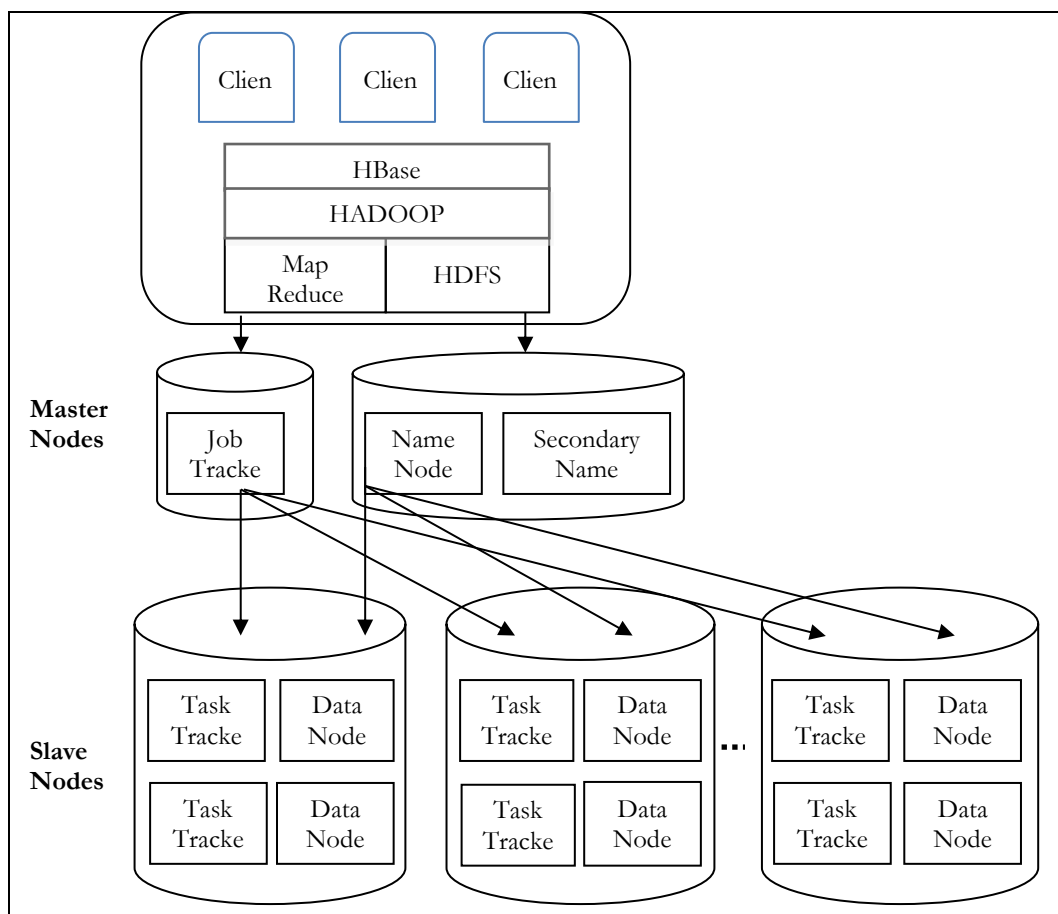 Clien
Clien
Clien
HBase
HADOOP
Map
Reduce
HDFS
Master
Nodes
Job
Tracke
Name
Node
Secondary
Name
Slave
Nodes
Task
Tracke
Data
Node
Task
Tracke
Data
Node
...
Task
Tracke
Data
Node
Task
Tracke
Data
Node
Task
Tracke
Data
Node
Task
Tracke
Data
Node